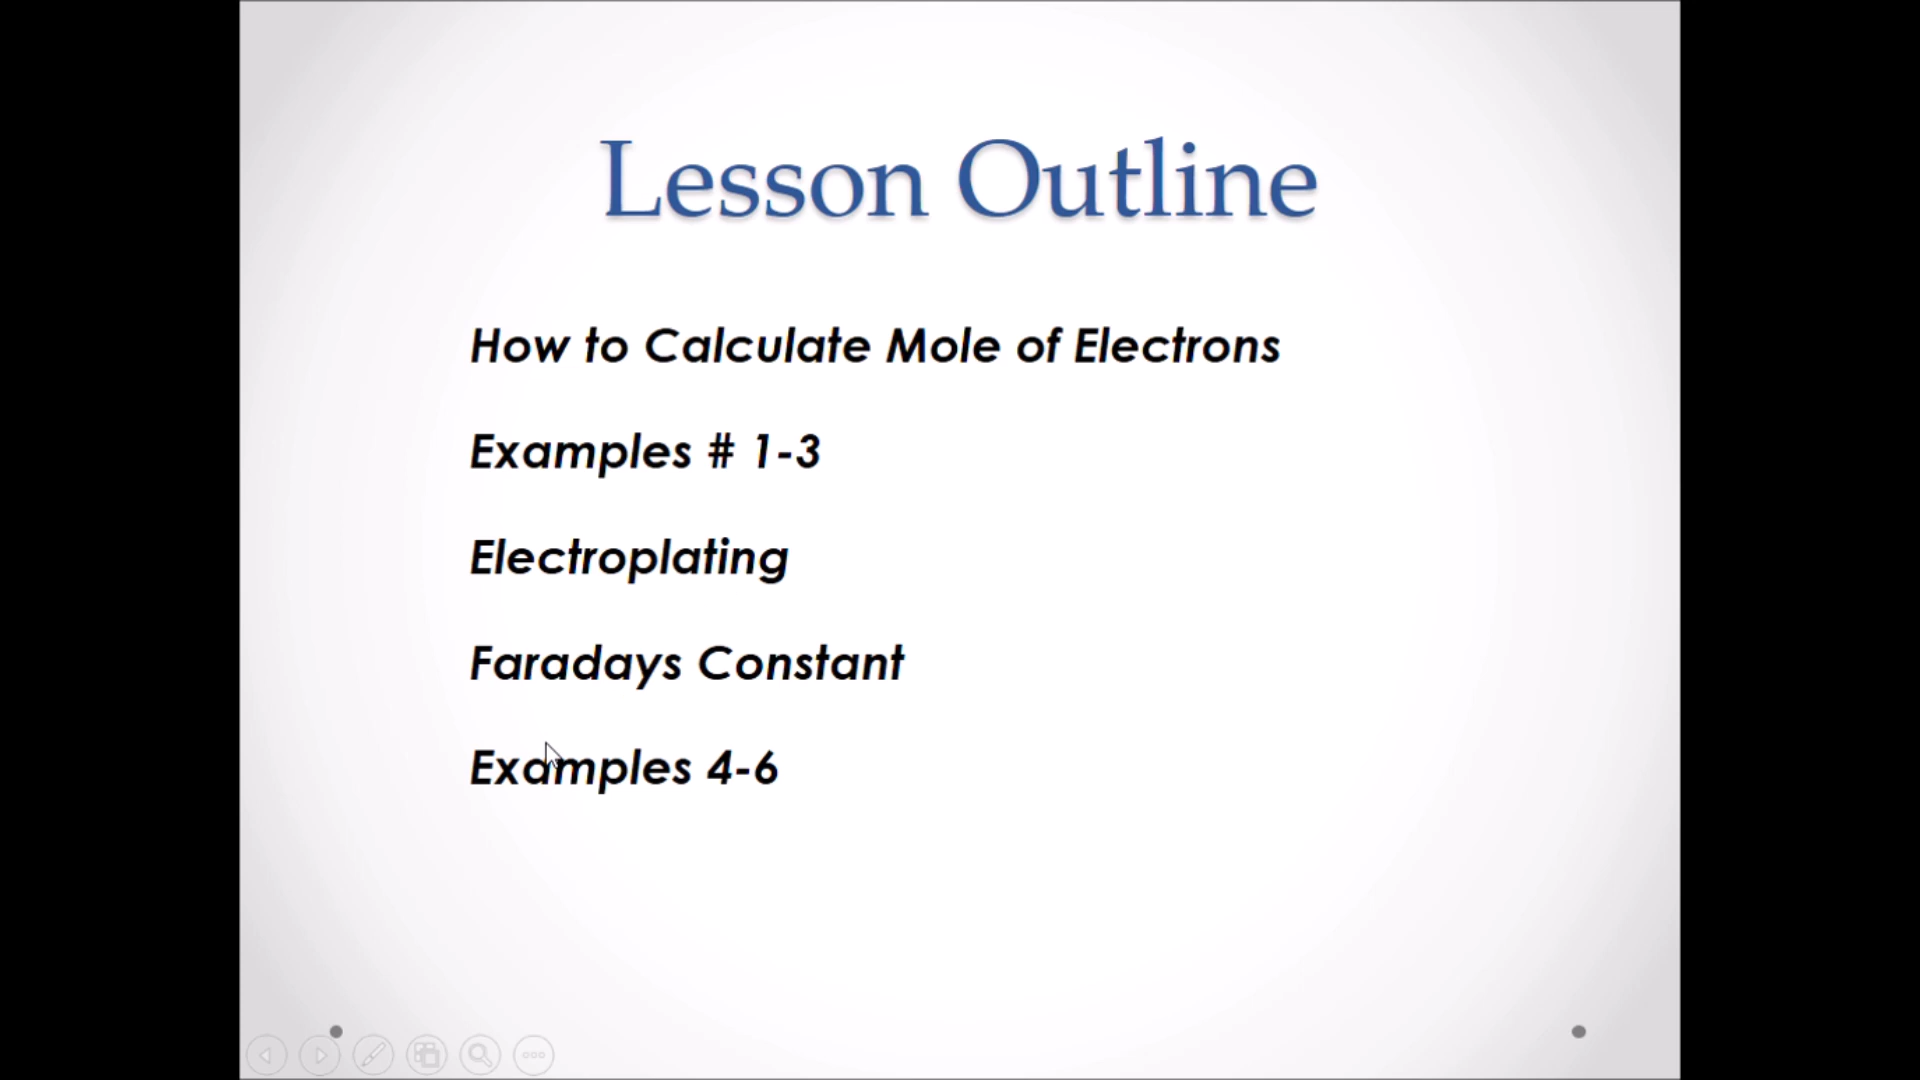 Lesson Outline
How to Calculate Mole of Electrons
Examples # 1-3
Electroplating
Faradays Constant
Examples 4-6